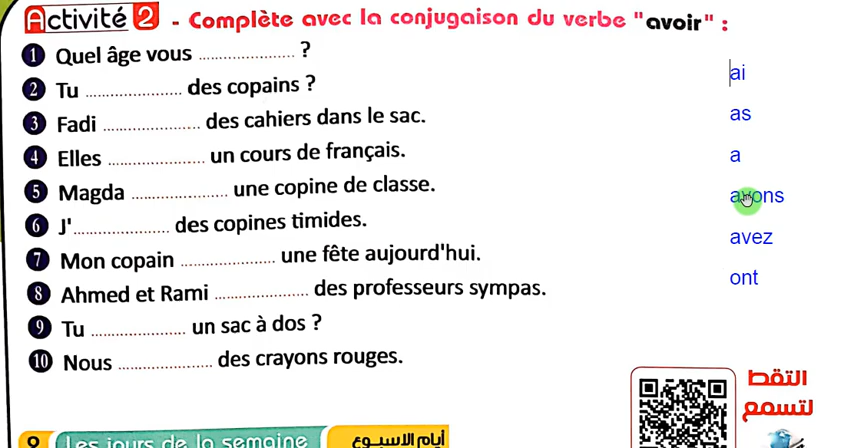 Activité 2 - Complète avec la conjugaison du verbe "avoir" :
1 Quel âge vous ...................... ?
2 Tu ...................... des copains ?
3 Fadi ...................... des cahiers dans le sac.
4 Elles ...................... un cours de français.
5 Magda ...................... une copine de classe.
6 J'...................... des copines timides.
7 Mon copain ...................... une fête aujourd'hui.
8 Ahmed et Rami ...................... des professeurs sympas.
9 Tu ...................... un sac à dos ?
10 Nous ...................... des crayons rouges.
ai
as
a
avons
avez
ont
التقط
لتسمع
9 Les jours de la semaine أيام الاسبوع